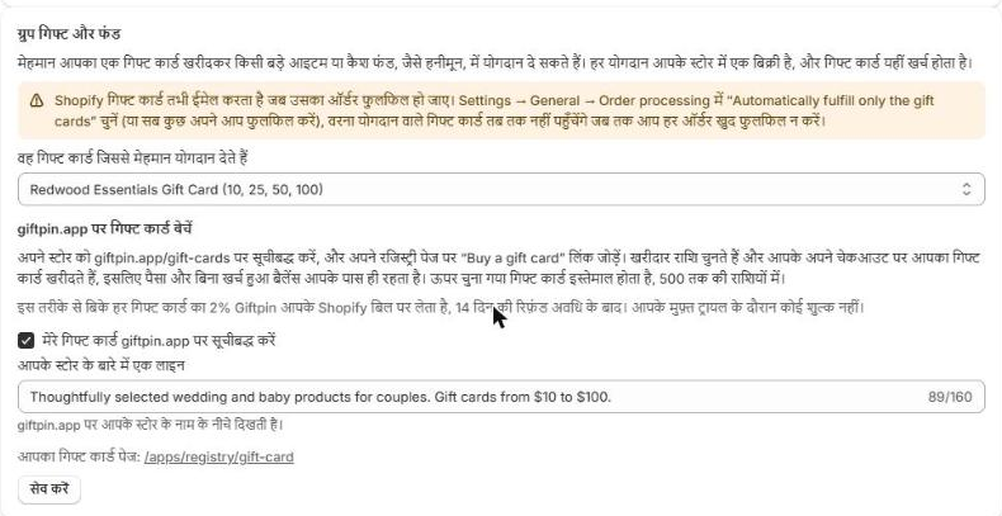 ग्रुप गिफ्ट और फंड
मेहमान आपका एक गिफ्ट कार्ड खरीदकर किसी बड़े आइटम या कैश फंड, जैसे हनीमून, में योगदान दे सकते हैं। हर योगदान आपके स्टोर में एक बिक्री है, और गिफ्ट कार्ड यहीं खर्च होता है।
Shopify गिफ्ट कार्ड तभी ईमेल करता है जब उसका ऑर्डर फ़ुलफिल हो जाए। Settings → General → Order processing में “Automatically fulfill only the gift
cards” चुनें (या सब कुछ अपने आप फ़ुलफिल करें), वरना योगदान वाले गिफ्ट कार्ड तब तक नहीं पहुँचेंगे जब तक आप हर ऑर्डर खुद फ़ुलफिल न करें।
वह गिफ्ट कार्ड जिससे मेहमान योगदान देते हैं
Redwood Essentials Gift Card (10, 25, 50, 100)
giftpin.app पर गिफ्ट कार्ड बेचें
अपने स्टोर को giftpin.app/gift-cards पर सूचीबद्ध करें, और अपने रजिस्ट्री पेज पर “Buy a gift card” लिंक जोड़ें। खरीदार राशि चुनते हैं और आपके अपने चेकआउट पर आपका गिफ्ट
कार्ड खरीदते हैं, इसलिए पैसा और बिना खर्च हुआ बैलेंस आपके पास ही रहता है। ऊपर चुना गया गिफ्ट कार्ड इस्तेमाल होता है, 500 तक की राशियों में।
इस तरीके से बिके हर गिफ्ट कार्ड का 2% Giftpin आपके Shopify बिल पर लेता है, 14 दिन की रिफ़ंड अवधि के बाद। आपके मुफ़्त ट्रायल के दौरान कोई शुल्क नहीं।
मेरे गिफ्ट कार्ड giftpin.app पर सूचीबद्ध करें
आपके स्टोर के बारे में एक लाइन
Thoughtfully selected wedding and baby products for couples. Gift cards from $10 to $100.
89/160
giftpin.app पर आपके स्टोर के नाम के नीचे दिखती है।
आपका गिफ्ट कार्ड पेज: /apps/registry/gift-card
सेव करें